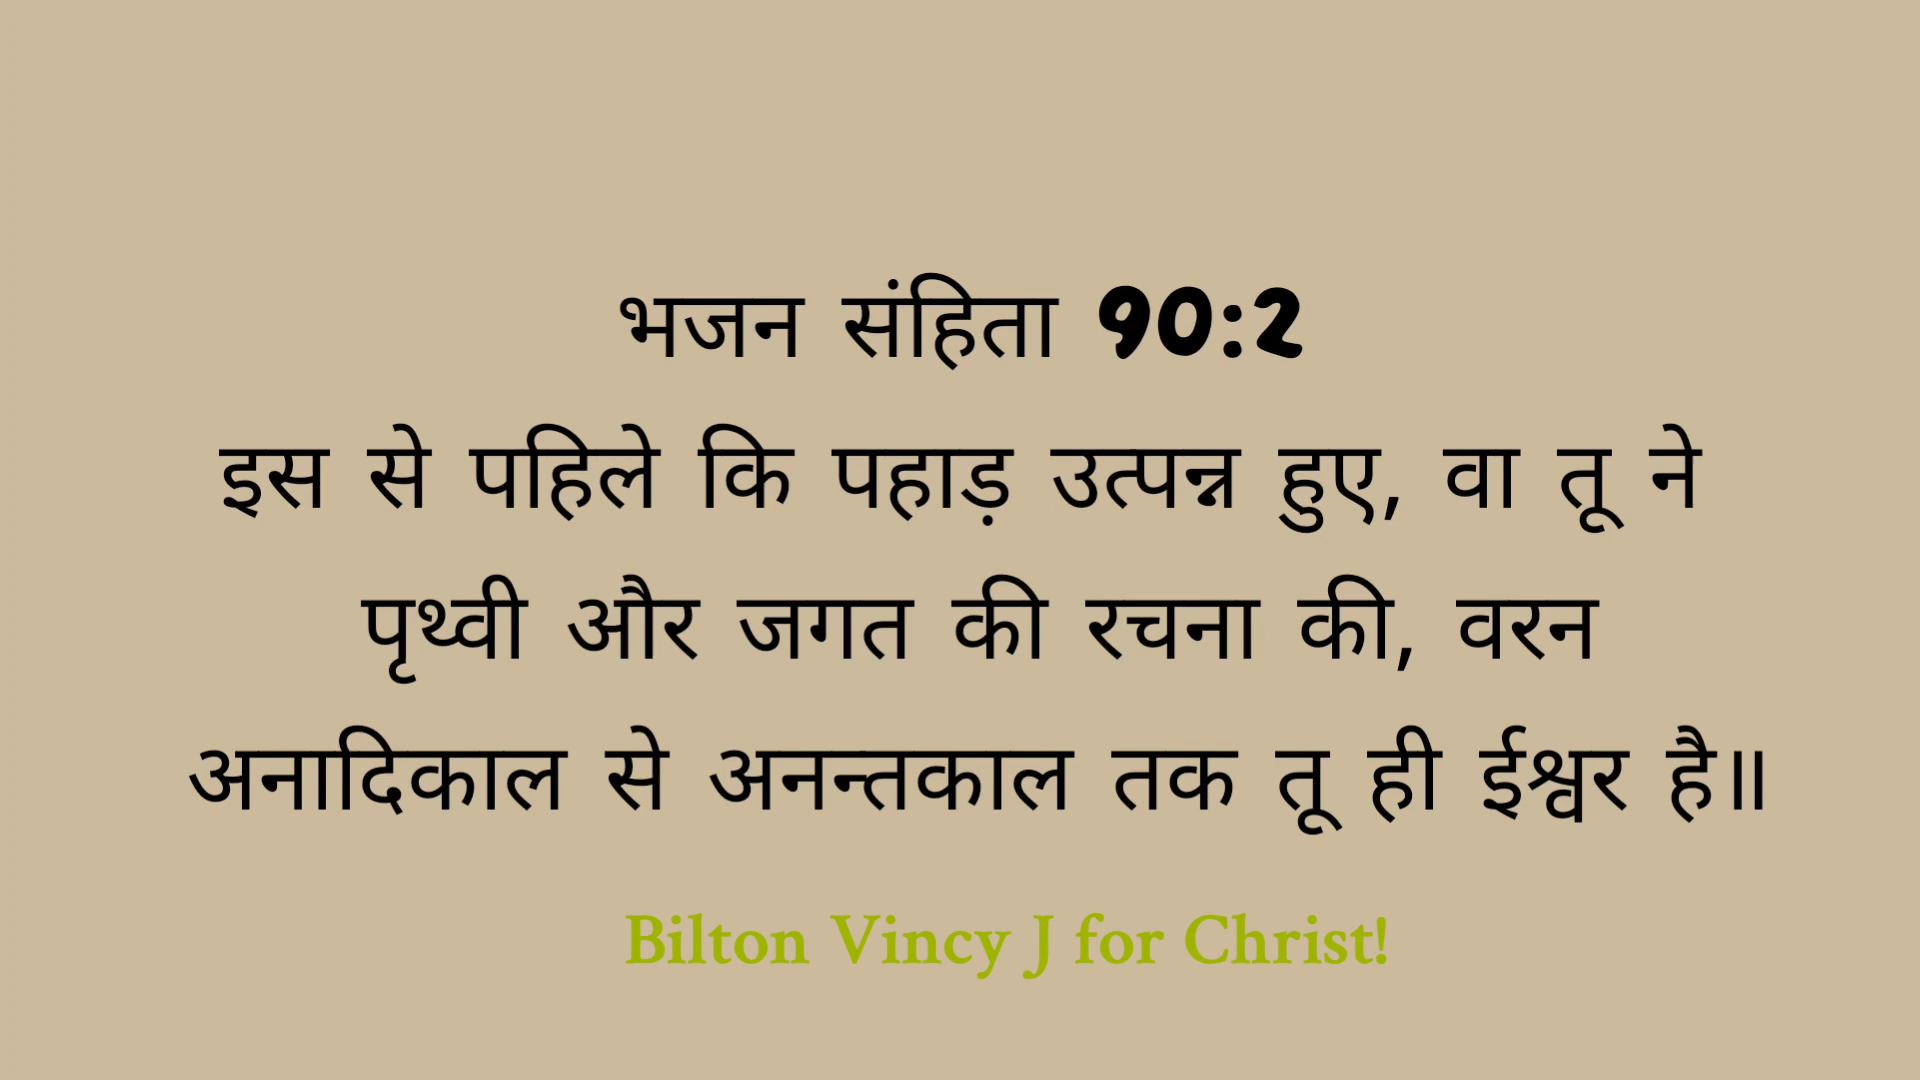 भजन संहिता 90:2
इस से पहिले कि पहाड़ उत्पन्न हुए, वा तू ने
पृथ्वी और जगत की रचना की, वरन
अनादिकाल से अनन्तकाल तक तू ही ईश्वर है॥
Bilton Vincy J for Christ!